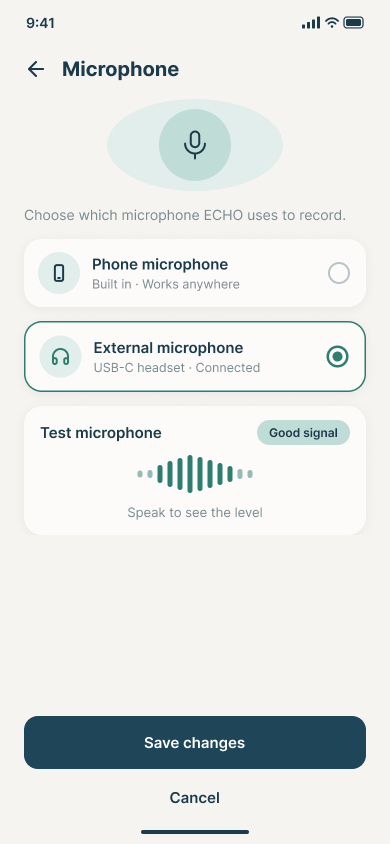 9:41
Microphone
Choose which microphone ECHO uses to record.
Phone microphone
Built in · Works anywhere
External microphone
USB-C headset · Connected
Test microphone
Good signal
Speak to see the level
Save changes
Cancel